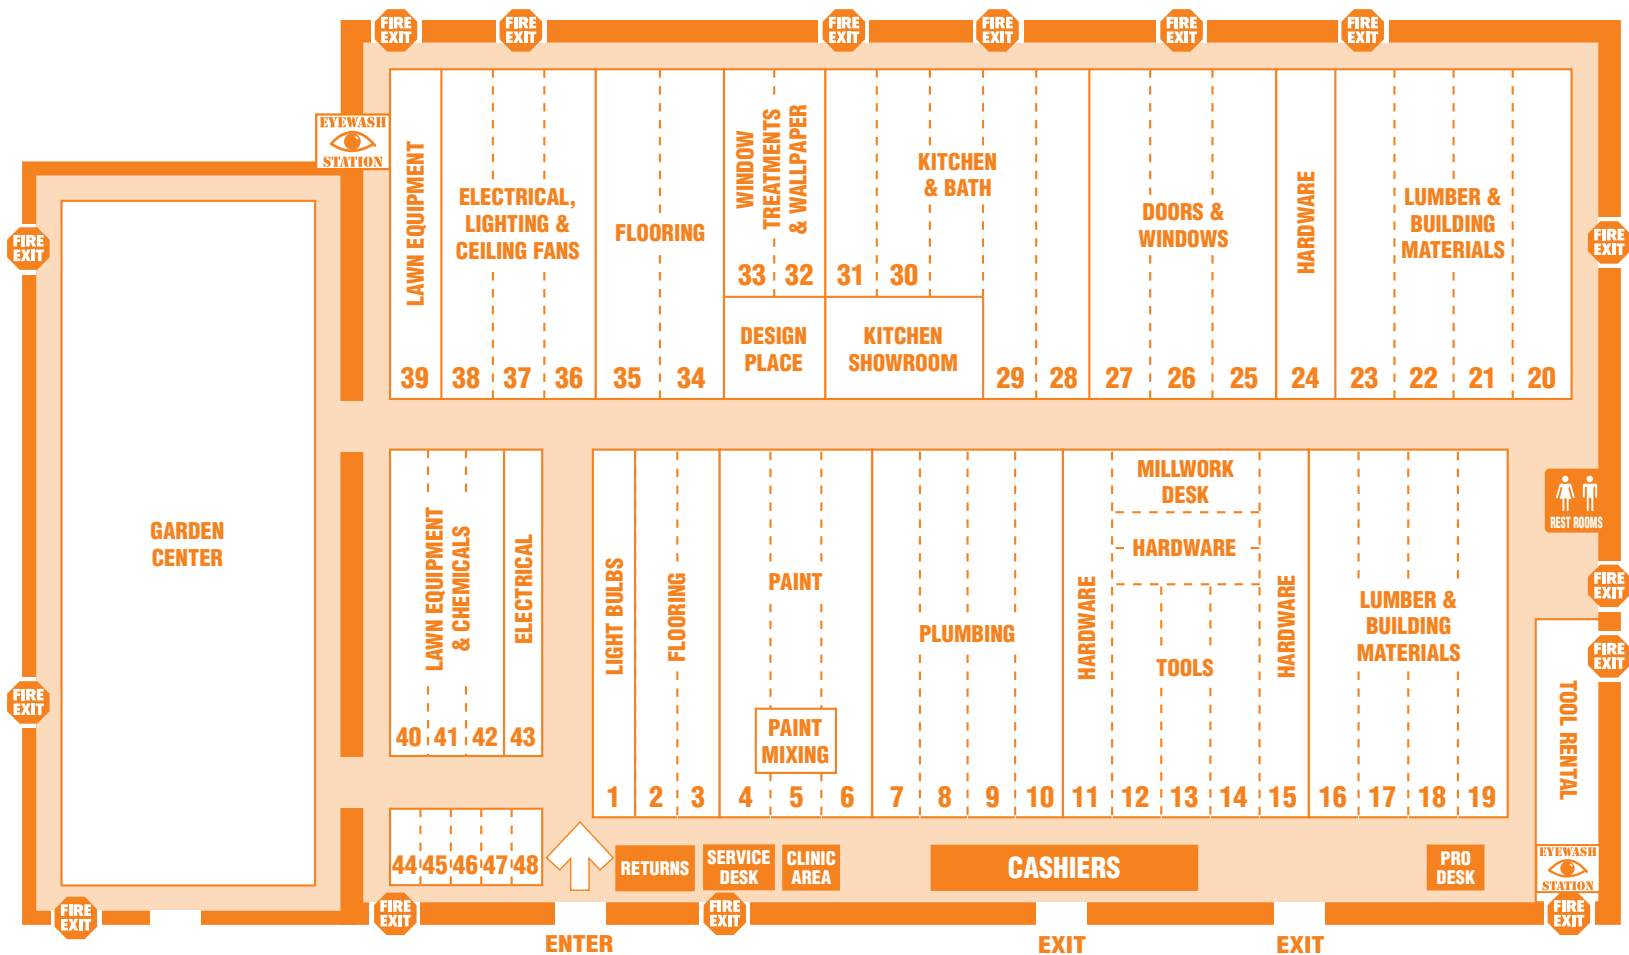 FIRE
EXIT
FIRE
EXIT
FIRE
EXIT
FIRE
EXIT
FIRE
EXIT
FIRE
EXIT
EYEWASH
STATION
LAWN EQUIPMENT
39
ELECTRICAL,
LIGHTING &
CEILING FANS
38 37 36
FLOORING
35 34
WINDOW
TREATMENTS
& WALLPAPER
33 32
DESIGN
PLACE
KITCHEN
& BATH
31 30
KITCHEN
SHOWROOM
29 28
DOORS &
WINDOWS
27 26 25
HARDWARE
24
LUMBER &
BUILDING
MATERIALS
23 22 21 20
FIRE
EXIT
FIRE
EXIT
GARDEN
CENTER
FIRE
EXIT
LAWN EQUIPMENT
& CHEMICALS
40 41 42
ELECTRICAL
43
44 45 46 47 48
LIGHT BULBS
1
FLOORING
2 3
PAINT
PAINT
MIXING
4 5 6
PLUMBING
7 8 9 10
HARDWARE
11
MILLWORK
DESK
HARDWARE
TOOLS
12 13 14
HARDWARE
15
LUMBER &
BUILDING
MATERIALS
16 17 18 19
REST ROOMS
FIRE
EXIT
FIRE
EXIT
TOOL RENTAL
EYEWASH
STATION
RETURNS
SERVICE
DESK
CLINIC
AREA
CASHIERS
PRO
DESK
FIRE
EXIT
FIRE
EXIT
FIRE
EXIT
FIRE
EXIT
ENTER
EXIT
EXIT